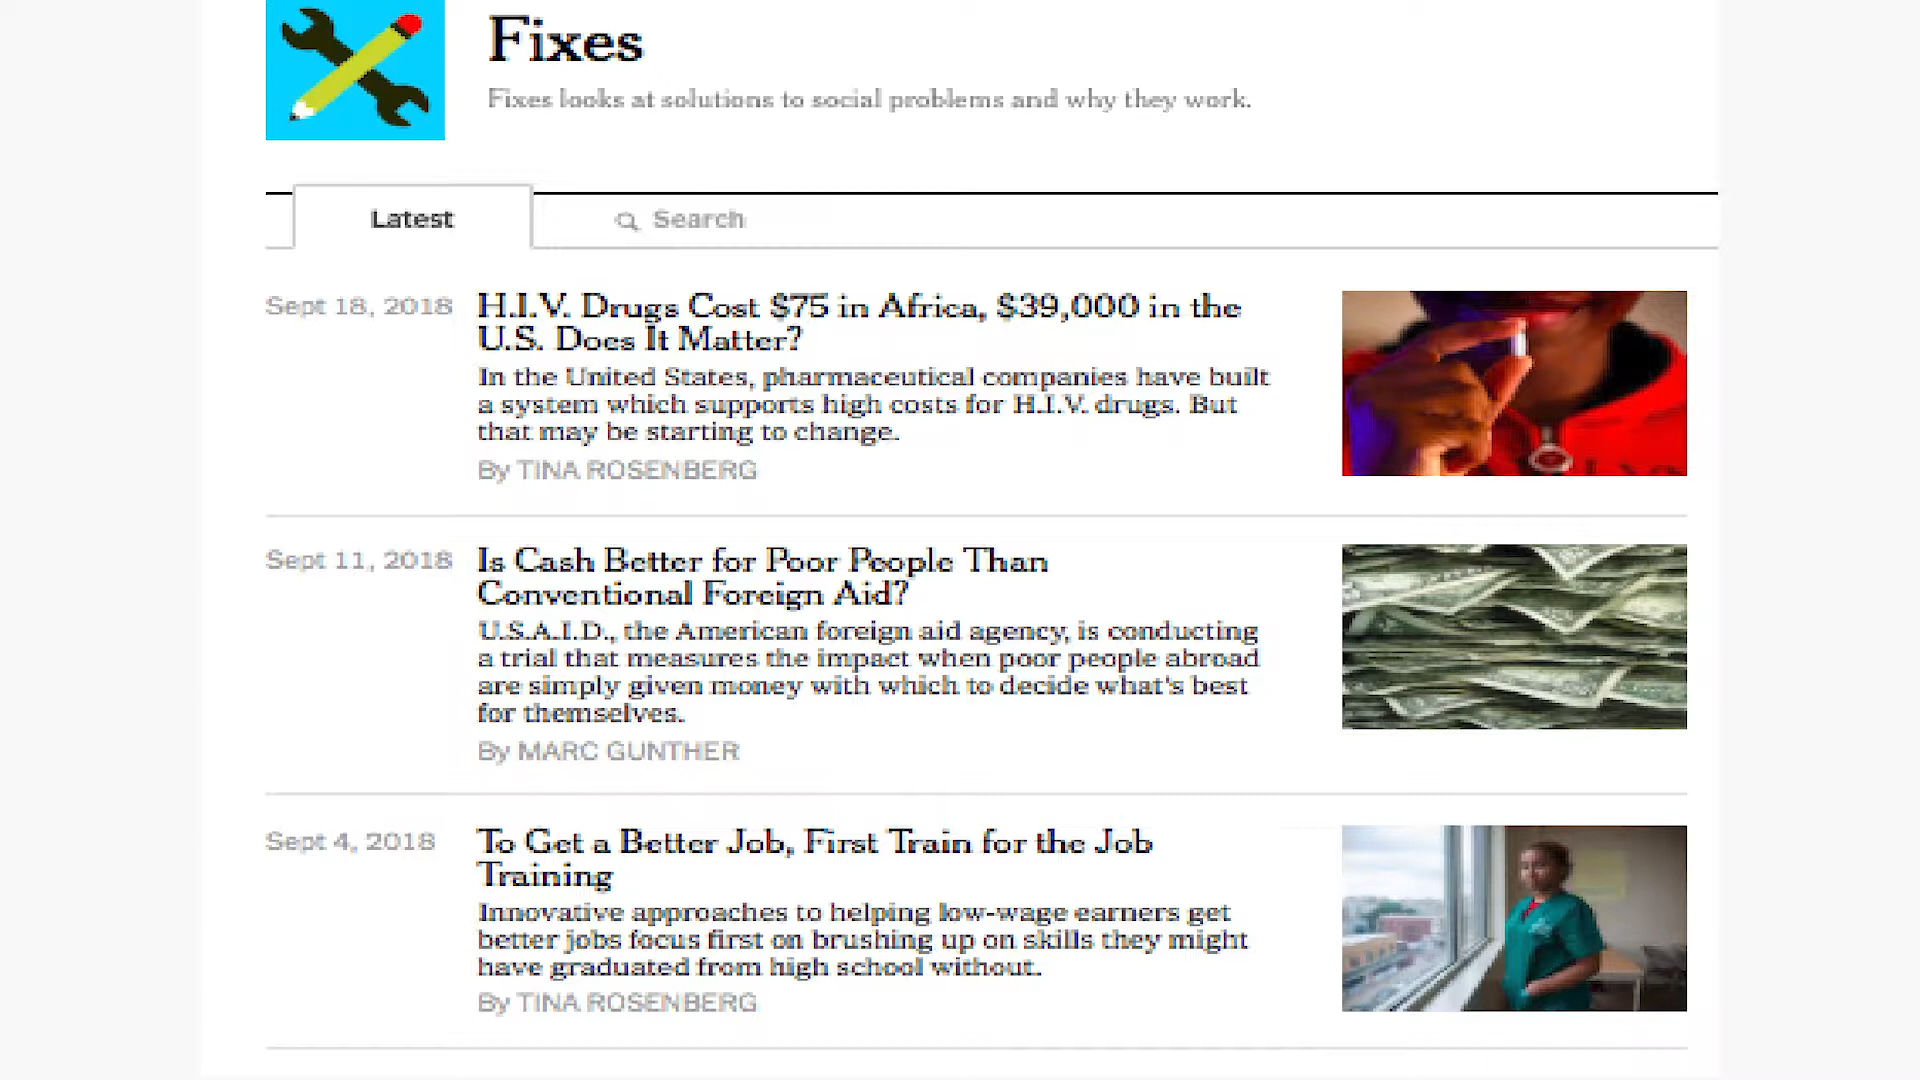 Fixes
Fixes looks at solutions to social problems and why they work.
Latest
Search
Sept 18, 2018
H.I.V. Drugs Cost $75 in Africa, $39,000 in the
U.S. Does It Matter?
In the United States, pharmaceutical companies have built
a system which supports high costs for H.I.V. drugs. But
that may be starting to change.
By TINA ROSENBERG
Sept 11, 2018
Is Cash Better for Poor People Than
Conventional Foreign Aid?
U.S.A.I.D., the American foreign aid agency, is conducting
a trial that measures the impact when poor people abroad
are simply given money with which to decide what's best
for themselves.
By MARC GUNTHER
Sept 4, 2018
To Get a Better Job, First Train for the Job
Training
Innovative approaches to helping low-wage earners get
better jobs focus first on brushing up on skills they might
have graduated from high school without.
By TINA ROSENBERG